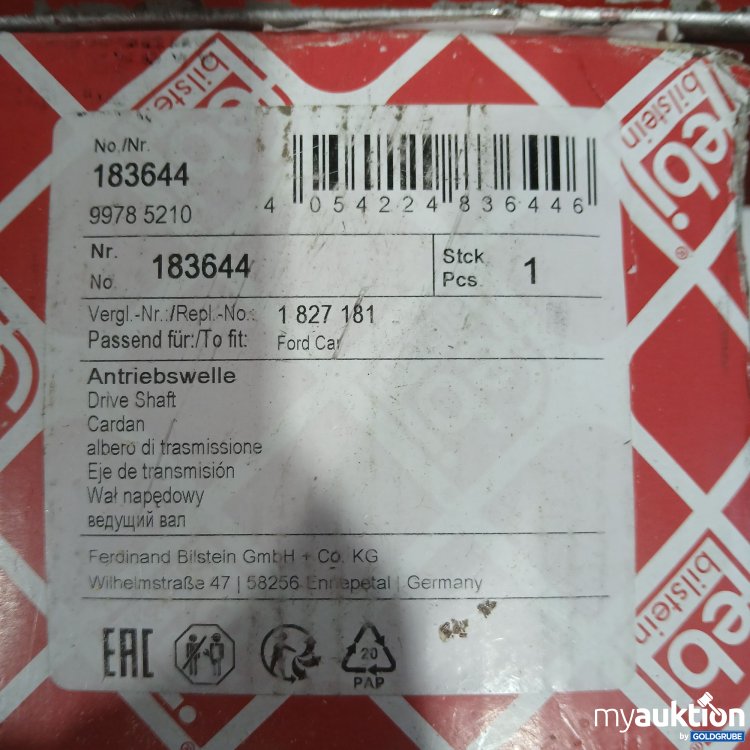 febi
bilstein
No./Nr.
183644
9978 5210
4 054224 836446
Nr.
No. 183644
Stck.
Pcs. 1
Vergl.-Nr.:/Repl.-No.: 1 827 181
Passend für:/To fit: Ford Car
Antriebswelle
Drive Shaft
Cardan
albero di trasmissione
Eje de transmisión
Wał napędowy
ведущий вал
Ferdinand Bilstein GmbH + Co. KG
Wilhelmstraße 47 | 58256 Ennepetal | Germany
EAC
20
PAP
febi
bilstein
bilstein
myauktion
by GOLDGRUBE